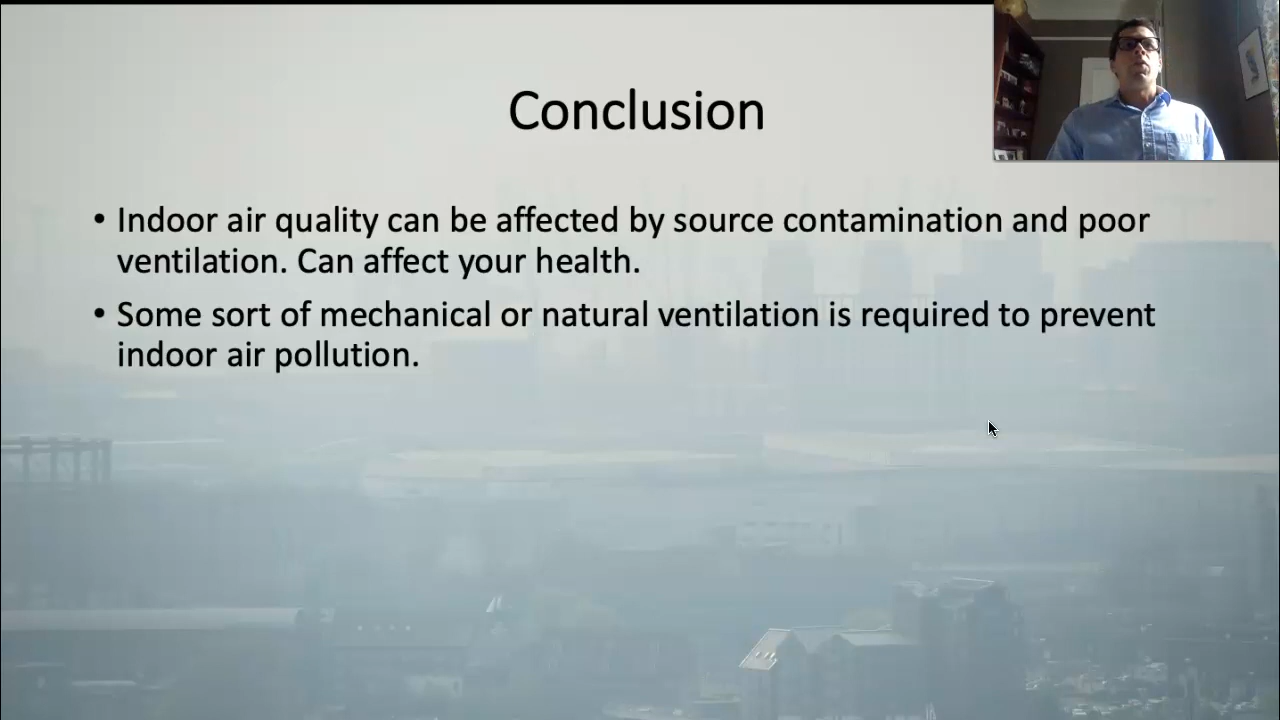 Conclusion
• Indoor air quality can be affected by source contamination and poor
ventilation. Can affect your health.
• Some sort of mechanical or natural ventilation is required to prevent
indoor air pollution.